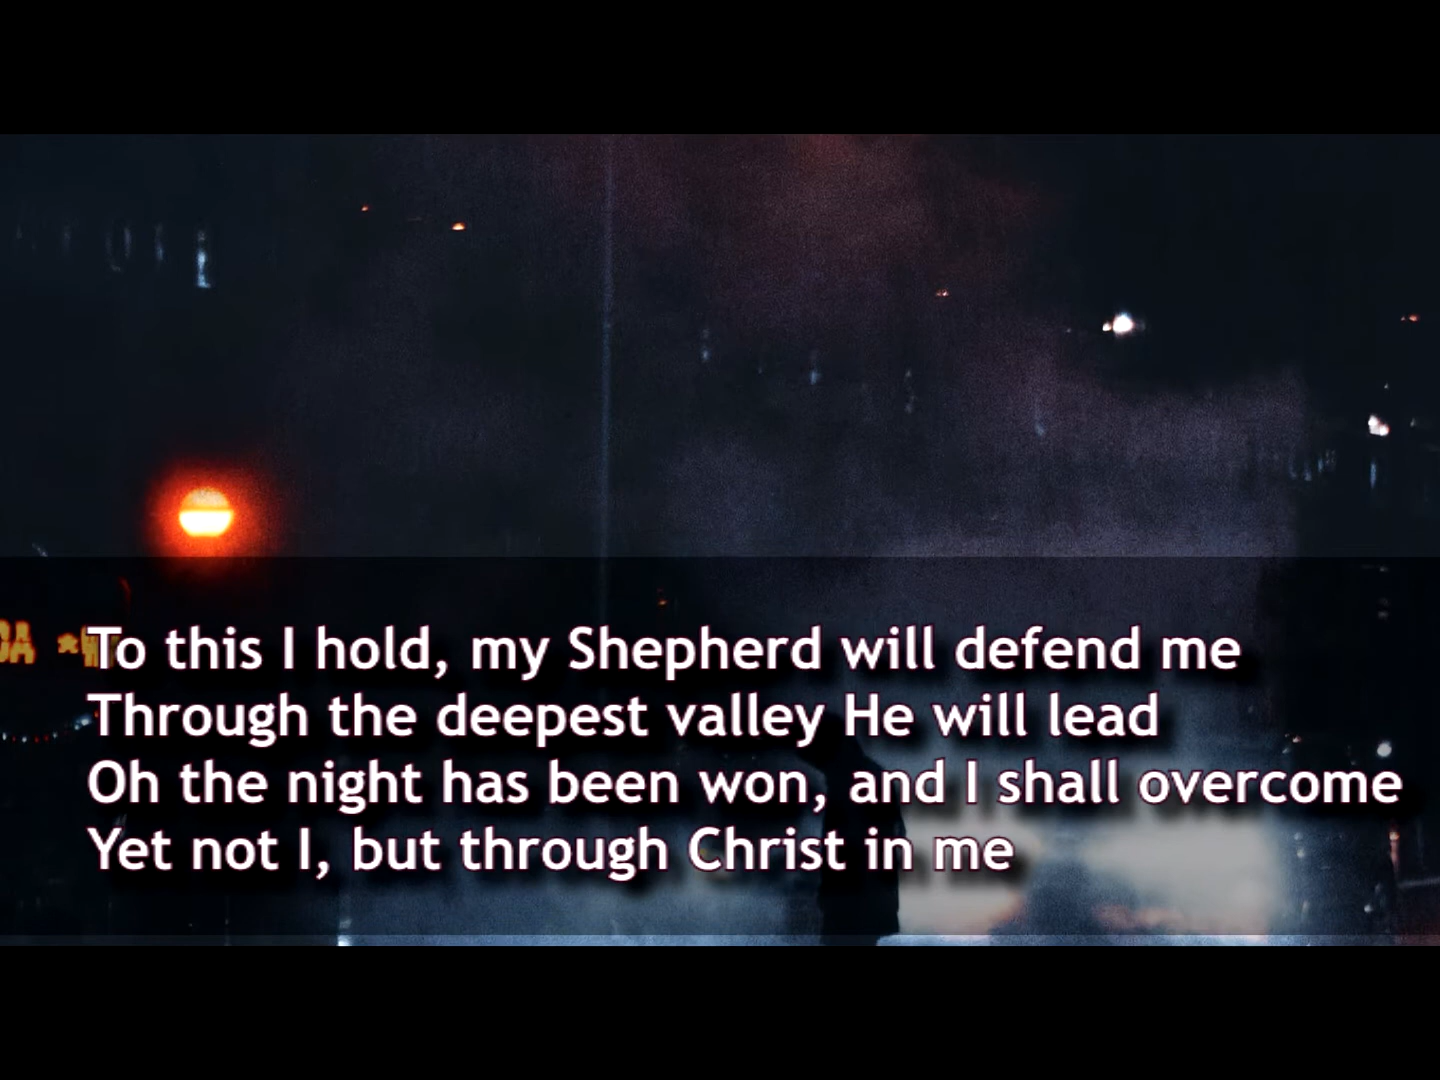 To this I hold, my Shepherd will defend me
Through the deepest valley He will lead
Oh the night has been won, and I shall overcome
Yet not I, but through Christ in me